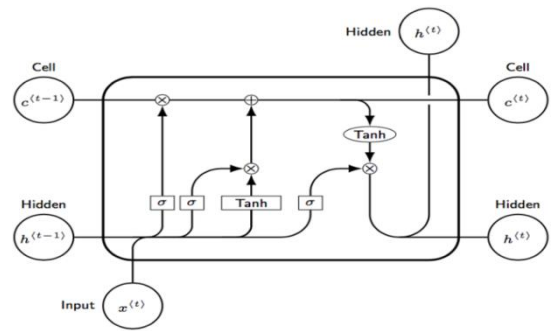 Hidden
h⟨t⟩
Cell
c⟨t−1⟩
Cell
c⟨t⟩
Tanh
σ
σ
Tanh
σ
Hidden
h⟨t−1⟩
Hidden
h⟨t⟩
Input
x⟨t⟩